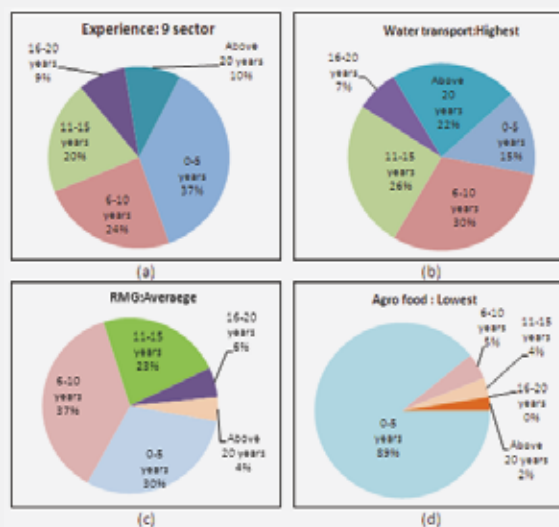 Experience: 9 sector
16-20
years
9%
Above
20 years
10%
11-15
years
20%
0-5
years
37%
6-10
years
24%
(a)
Water transport:Highest
16-20
years
7%
Above
20
years
22%
0-5
years
15%
11-15
years
26%
6-10
years
30%
(b)
RMG:Averaege
11-15
years
23%
16-20
years
6%
6-10
years
37%
0-5
years
30%
Above
20 years
4%
(c)
Agro food : Lowest
6-10
years
5%
11-15
years
4%
16-20
years
0%
0-5
years
89%
Above
20 years
2%
(d)